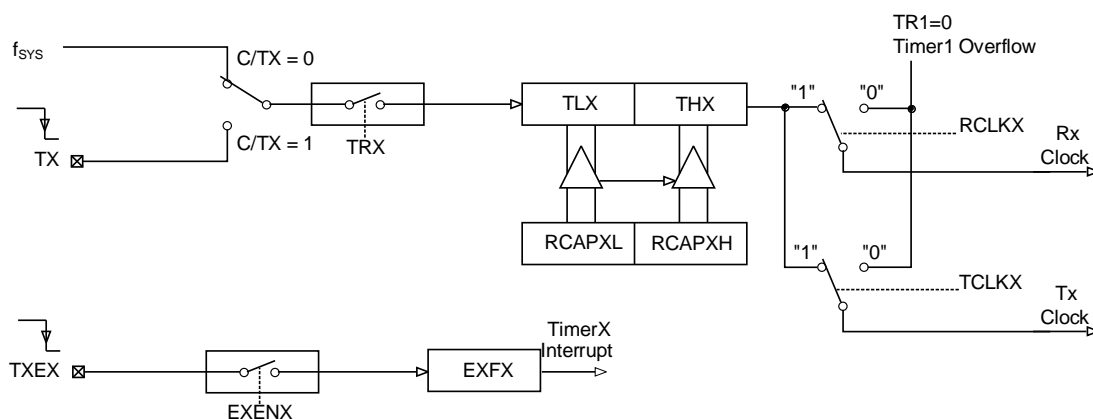 TR1=0
Timer1 Overflow
fSYS
C/TX = 0
"1"
"0"
TLX
THX
RCLKX
Rx
Clock
C/TX = 1
TX
TRX
RCAPXL
RCAPXH
"1"
"0"
TCLKX
Tx
Clock
TimerX
Interrupt
TXEX
EXFX
EXENX